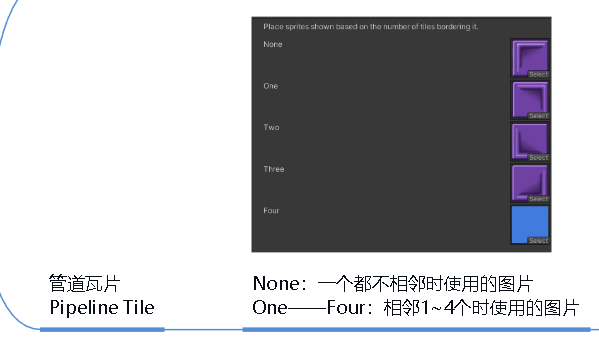 Place sprites shown based on the number of tiles bordering it.
None
Select
One
Select
Two
Select
Three
Select
Four
Select
管道瓦片
Pipeline Tile
None：一个都不相邻时使用的图片
One——Four：相邻1~4个时使用的图片